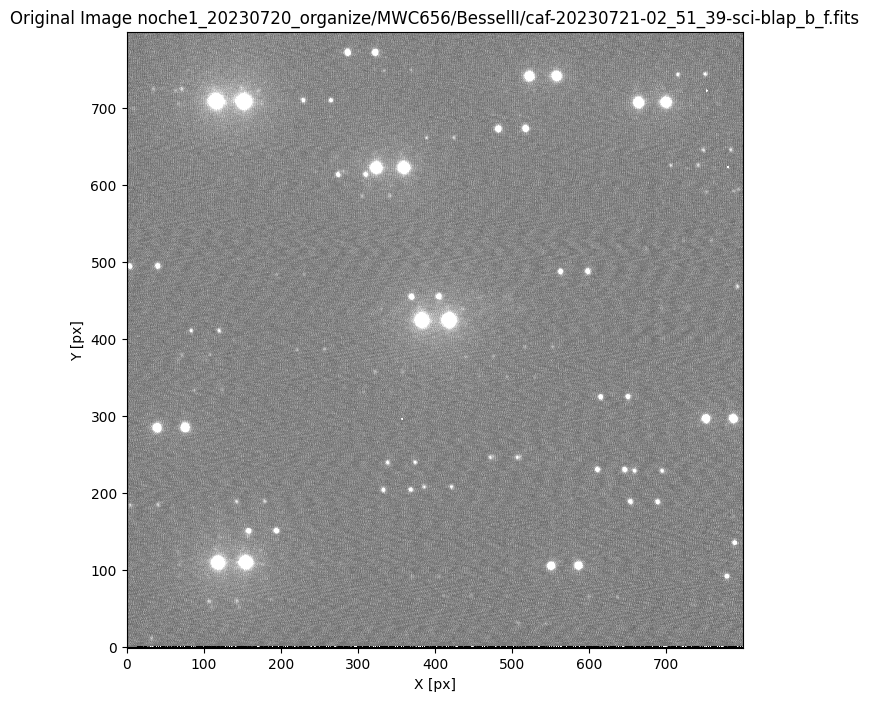 Original Image noche1_20230720_organize/MWC656/BessellI/caf-20230721-02_51_39-sci-blap_b_f.fits
700
600
500
400
300
200
100
0
Y [px]
0 100 200 300 400 500 600 700
X [px]